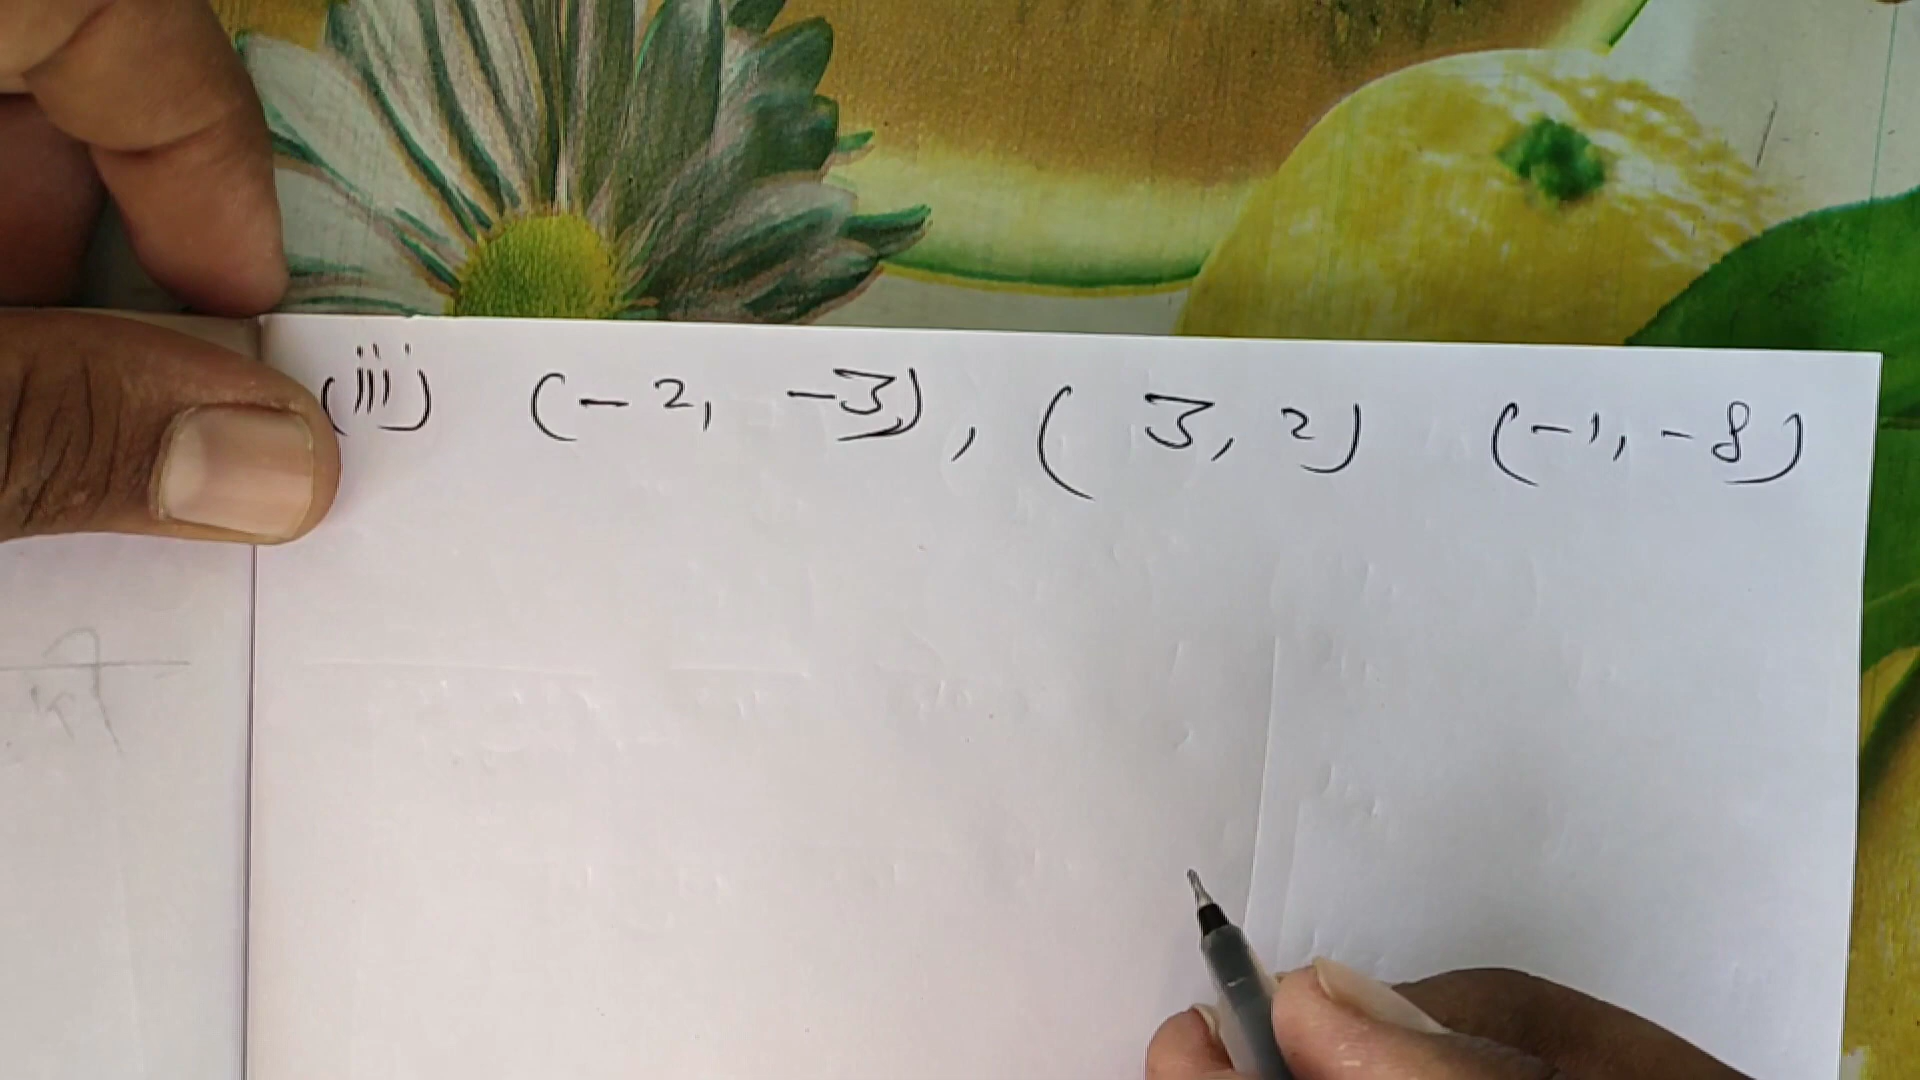 (iii) (-2, -3), (3, 2) (-1, -8)